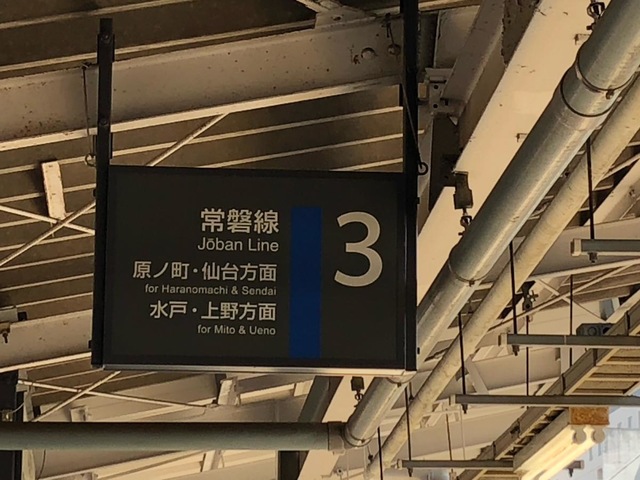 常磐線
Jōban Line
3
原ノ町・仙台方面
for Haranomachi & Sendai
水戸・上野方面
for Mito & Ueno